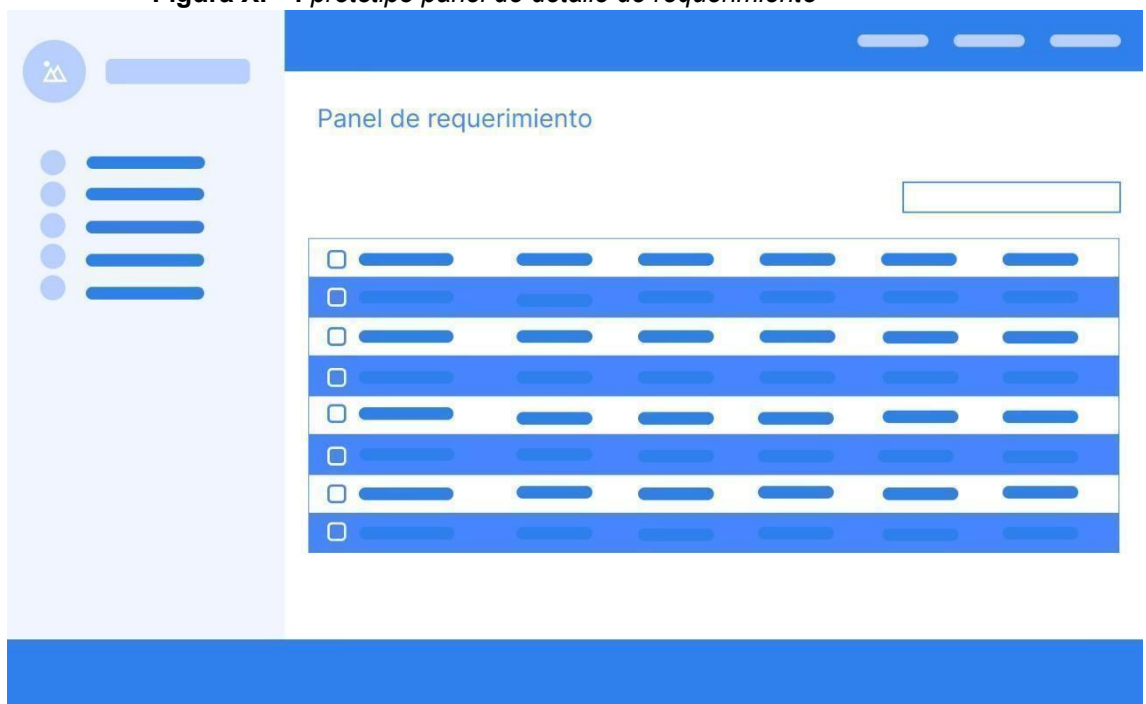 Figura prototipo panel de detalle de requerimiento
Panel de requerimiento